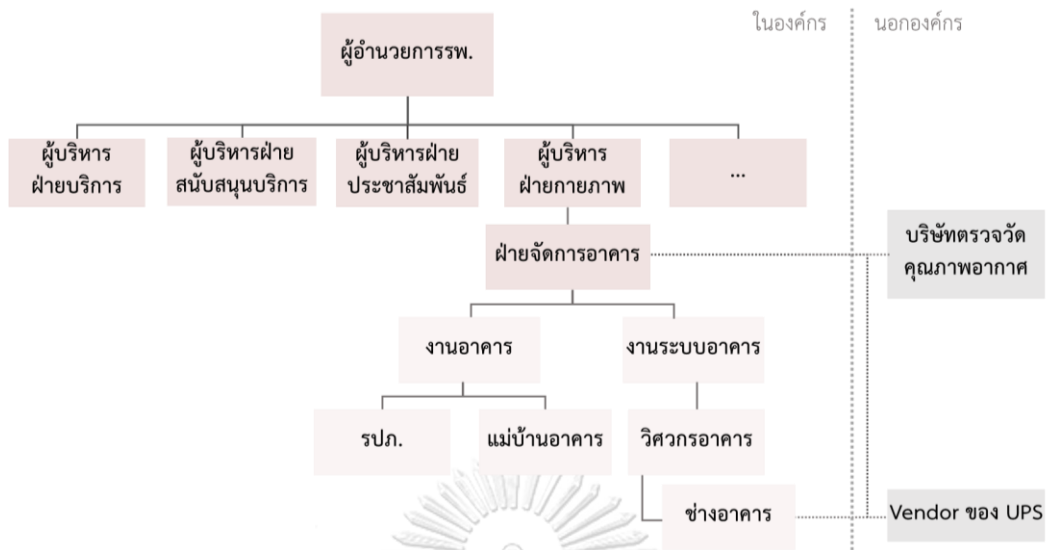 ในองค์กร
นอกองค์กร
ผู้อำนวยการรพ.
ผู้บริหาร
ฝ่ายบริการ
ผู้บริหารฝ่าย
สนับสนุนบริการ
ผู้บริหารฝ่าย
ประชาสัมพันธ์
ผู้บริหาร
ฝ่ายกายภาพ
...
ฝ่ายจัดการอาคาร
บริษัทตรวจวัด
คุณภาพอากาศ
งานอาคาร
งานระบบอาคาร
รปภ.
แม่บ้านอาคาร
วิศวกรอาคาร
ช่างอาคาร
Vendor ของ UPS